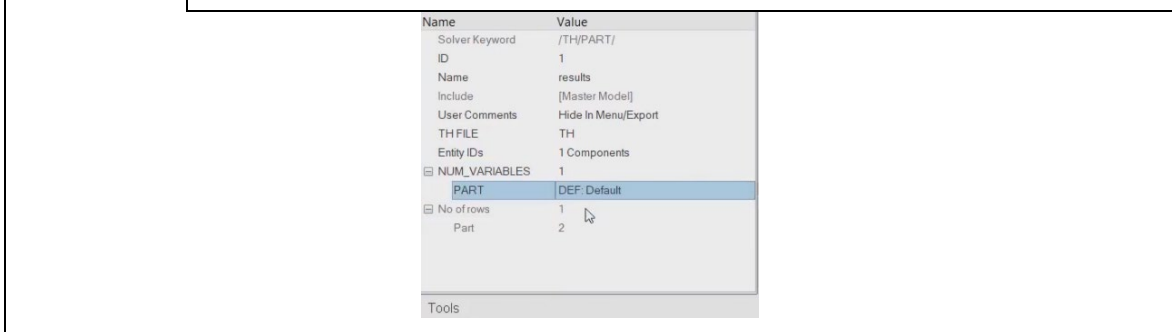 Name Value
Solver Keyword /TH/PART/
ID 1
Name results
Include [Master Model]
User Comments Hide In Menu/Export
TH FILE TH
Entity IDs 1 Components
NUM_VARIABLES 1
PART DEF: Default
No of rows 1
Part 2
Tools